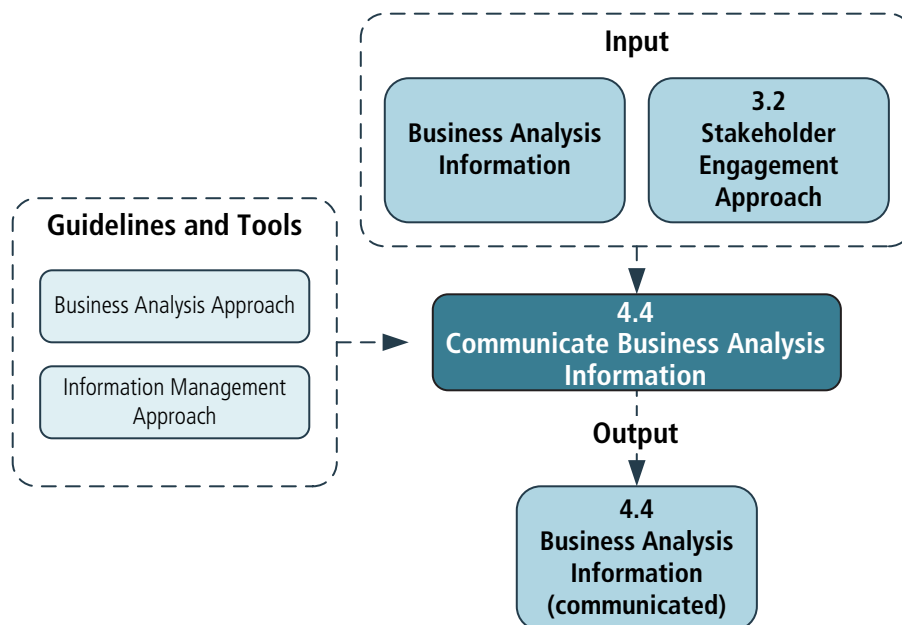 Input
Business Analysis
Information
3.2
Stakeholder
Engagement
Approach
Guidelines and Tools
Business Analysis Approach
Information Management
Approach
4.4
Communicate Business Analysis
Information
Output
4.4
Business Analysis
Information
(communicated)